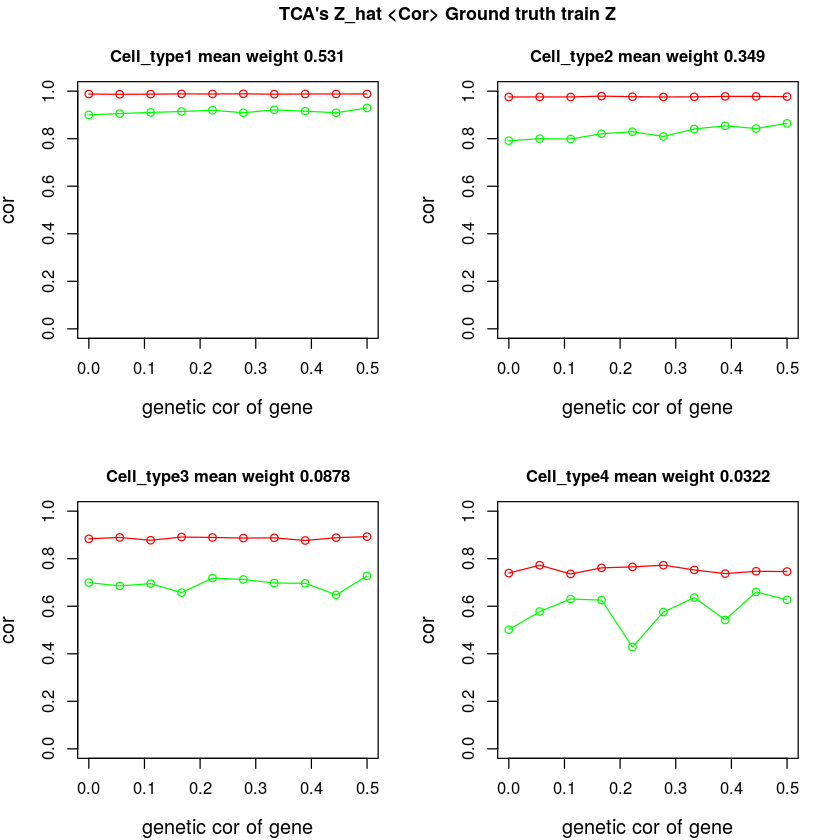 TCA's Z_hat <Cor> Ground truth train Z
Cell_type1 mean weight 0.531
cor
0.0 0.2 0.4 0.6 0.8 1.0
0.0 0.1 0.2 0.3 0.4 0.5
genetic cor of gene
Cell_type2 mean weight 0.349
cor
0.0 0.2 0.4 0.6 0.8 1.0
0.0 0.1 0.2 0.3 0.4 0.5
genetic cor of gene
Cell_type3 mean weight 0.0878
cor
0.0 0.2 0.4 0.6 0.8 1.0
0.0 0.1 0.2 0.3 0.4 0.5
genetic cor of gene
Cell_type4 mean weight 0.0322
cor
0.0 0.2 0.4 0.6 0.8 1.0
0.0 0.1 0.2 0.3 0.4 0.5
genetic cor of gene